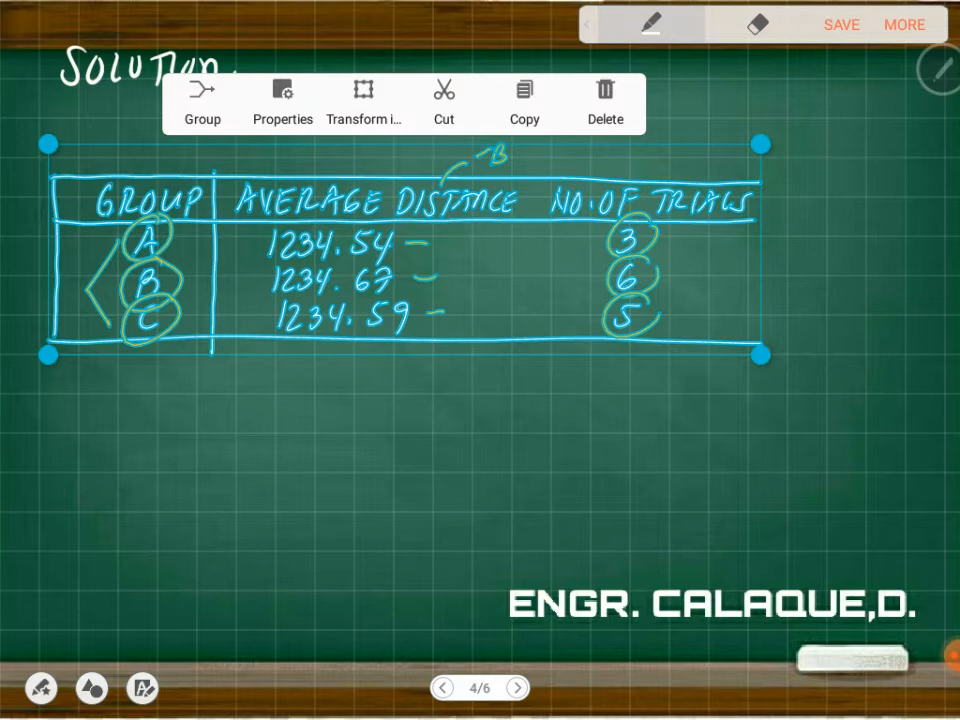 SAVE MORE
SOLUTION.
Group Properties Transform i... Cut Copy Delete
B
GROUP AVERAGE DISTANCE NO. OF TRIALS
A 1234.54 3
B 1234.67 6
C 1234.59 5
ENGR. CALAQUE,D.
4/6